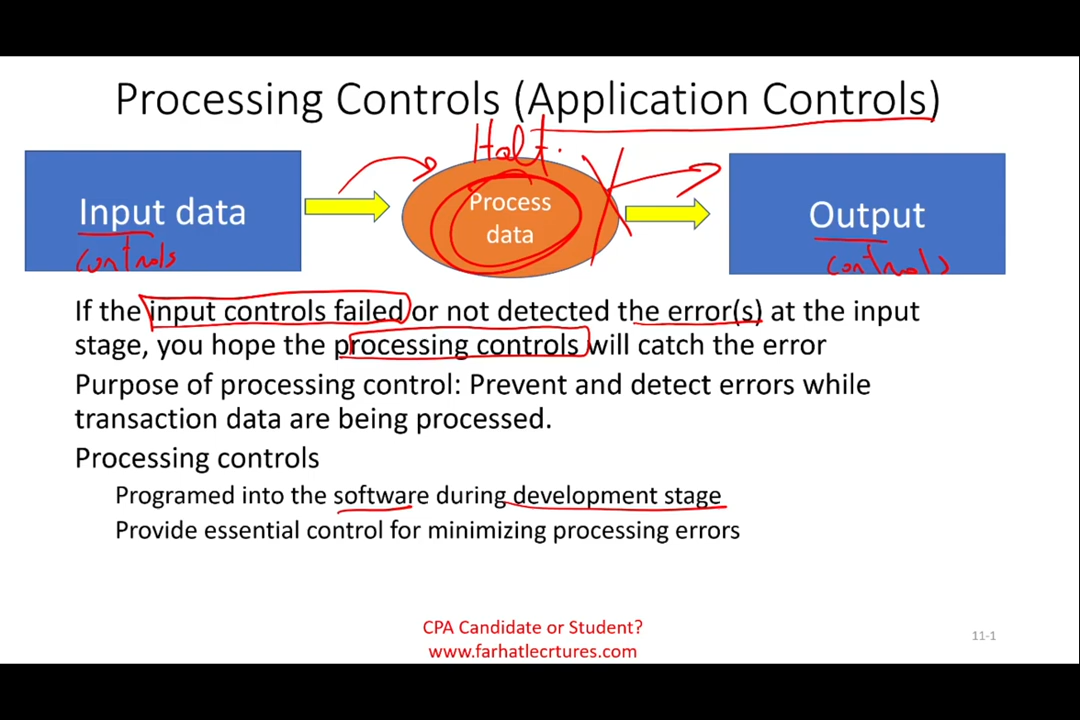 Processing Controls (Application Controls)
Halt.
Input data
controls
Process
data
Output
controls
If the input controls failed or not detected the error(s) at the input
stage, you hope the processing controls will catch the error
Purpose of processing control: Prevent and detect errors while
transaction data are being processed.
Processing controls
Programed into the software during development stage
Provide essential control for minimizing processing errors
CPA Candidate or Student?
www.farhatlecrtures.com
11-1